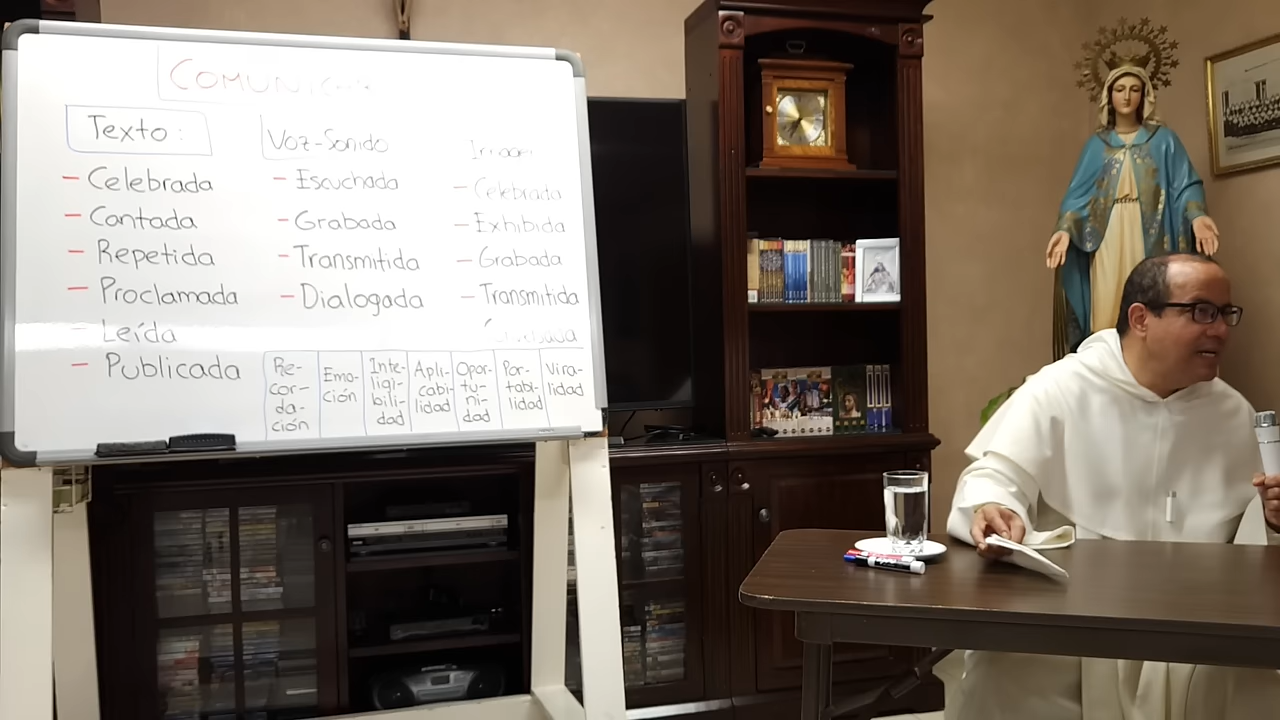 Texto:
- Celebrada
- Cantada
- Repetida
- Proclamada
- Leída
- Publicada
Voz-Sonido
- Escuchada
- Grabada
- Transmitida
- Dialogada
- Celebrada
- Exhibida
- Grabada
- Transmitida
Re-
cor-
da-
ción
Emo-
ción
Inte-
ligi-
bili-
dad
Apli-
cabi-
lidad
Opor-
tu-
ni-
dad
Por-
tabi-
lidad
Vira-
lidad